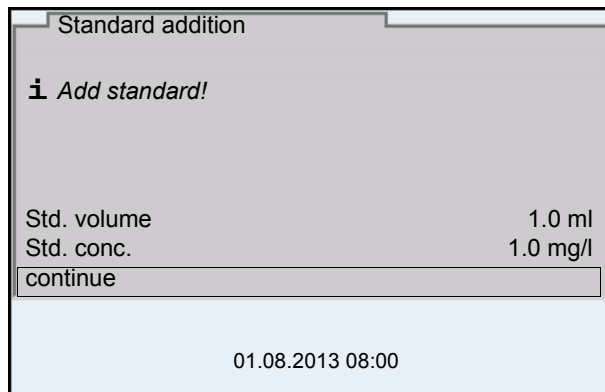 Standard addition
i Add standard!
Std. volume 1.0 ml
Std. conc. 1.0 mg/l
continue
01.08.2013 08:00